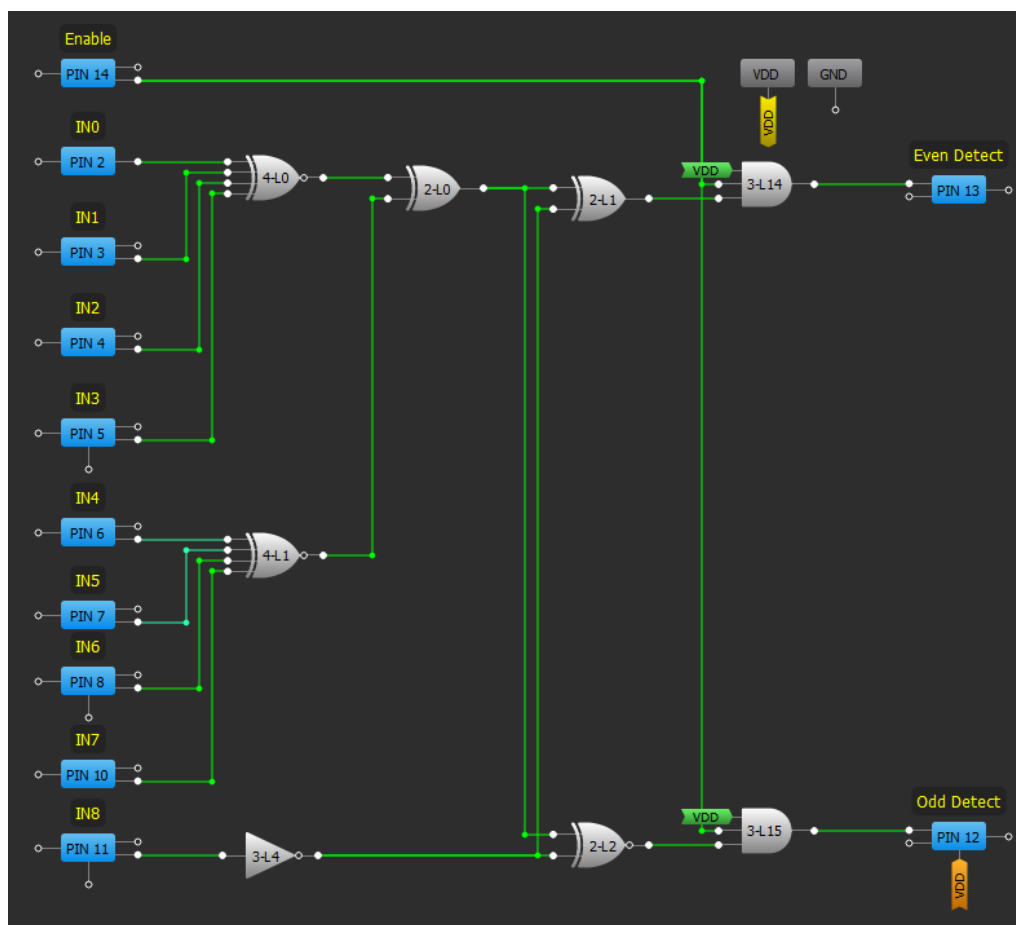 Enable
PIN 14
VDD
GND
VDD
IN0
PIN 2
4-L0
2-L0
2-L1
VDD
3-L14
Even Detect
PIN 13
IN1
PIN 3
IN2
PIN 4
IN3
PIN 5
IN4
PIN 6
4-L1
IN5
PIN 7
IN6
PIN 8
IN7
PIN 10
IN8
PIN 11
3-L4
2-L2
VDD
3-L15
Odd Detect
PIN 12
VDD